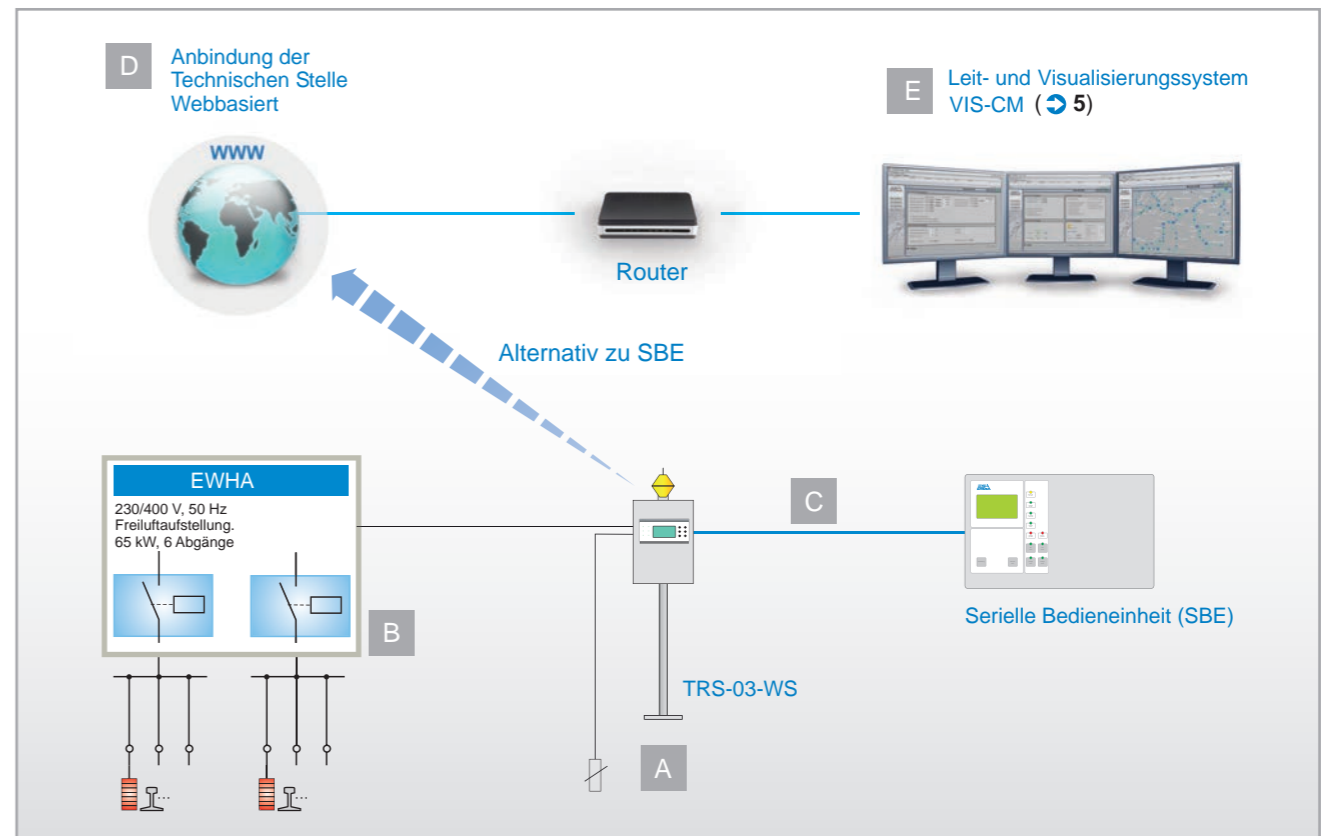 D
Anbindung der
Technischen Stelle
Webbasiert
WWW
Router
E
Leit- und Visualisierungssystem
VIS-CM ( 5)
Alternativ zu SBE
EWHA
230/400 V, 50 Hz
Freiluftaufstellung.
65 kW, 6 Abgänge
B
C
Serielle Bedieneinheit (SBE)
TRS-03-WS
A